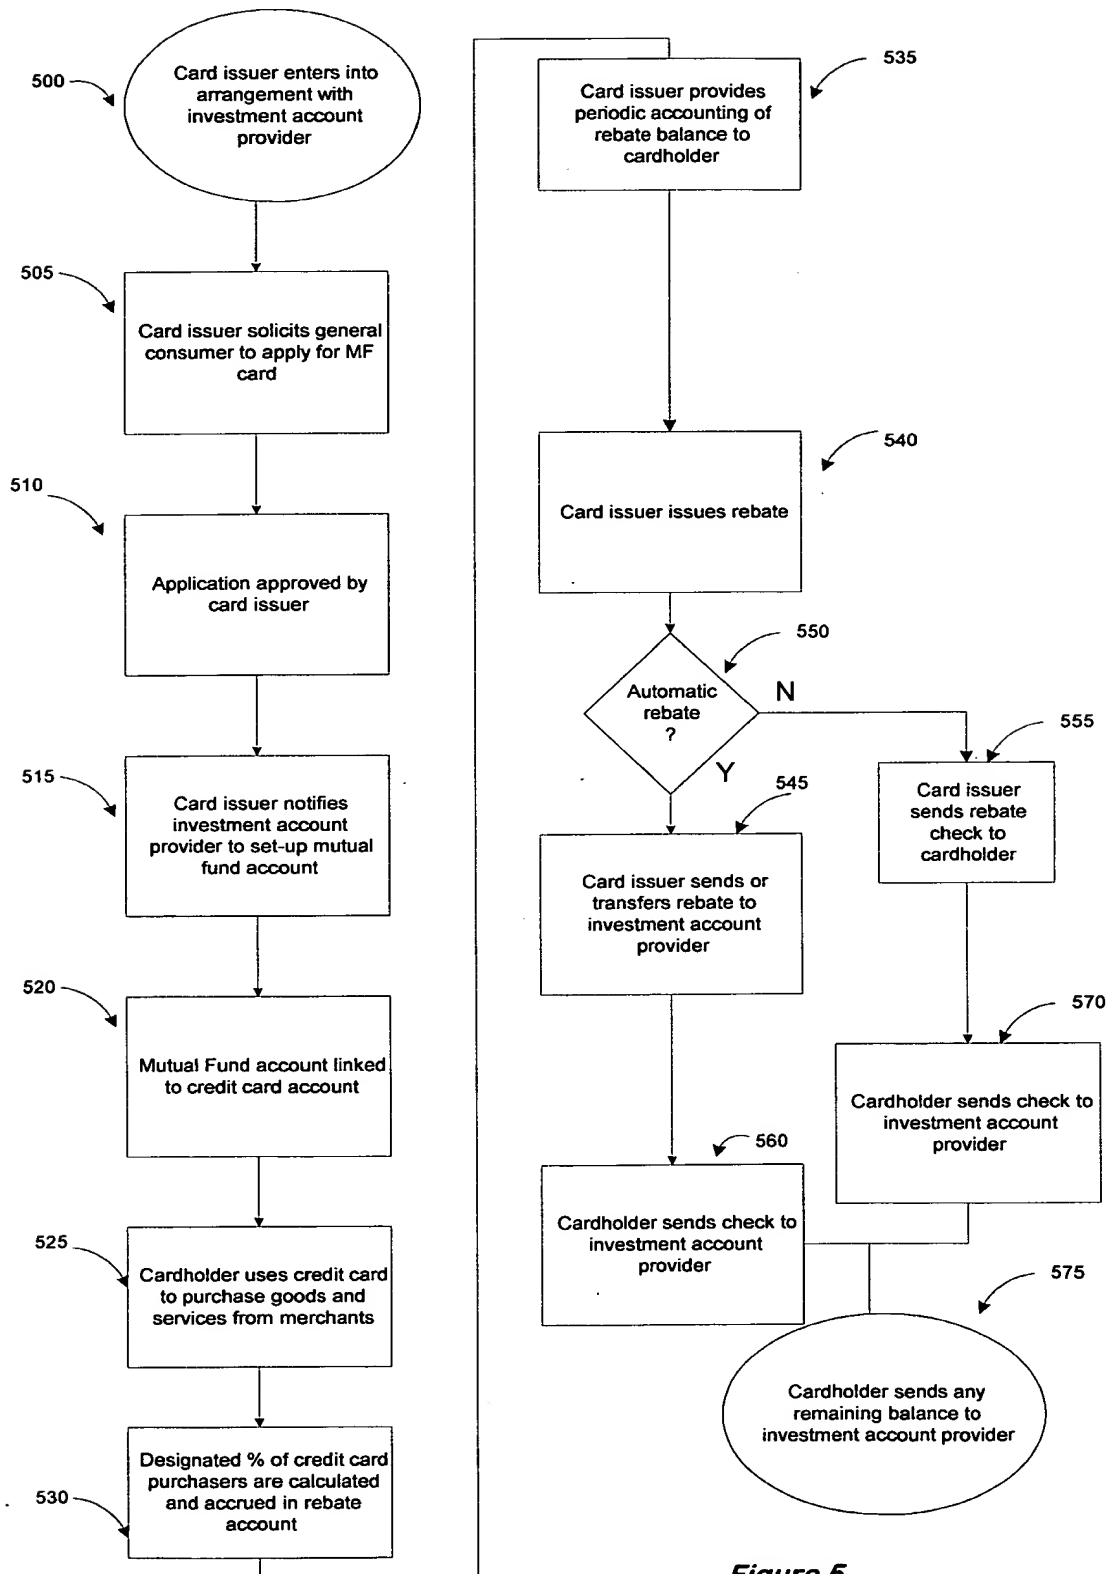 500
Card issuer enters into
arrangement with
investment account
provider
505
Card issuer solicits general
consumer to apply for MF
card
510
Application approved by
card issuer
515
Card issuer notifies
investment account
provider to set-up mutual
fund account
520
Mutual Fund account linked
to credit card account
525
Cardholder uses credit card
to purchase goods and
services from merchants
530
Designated % of credit card
purchasers are calculated
and accrued in rebate
account
535
Card issuer provides
periodic accounting of
rebate balance to
cardholder
540
Card issuer issues rebate
550
Automatic
rebate
?
N
Y
555
Card issuer
sends rebate
check to
cardholder
545
Card issuer sends or
transfers rebate to
investment account
provider
570
Cardholder sends check to
investment account
provider
560
Cardholder sends check to
investment account
provider
575
Cardholder sends any
remaining balance to
investment account provider
Figure 5